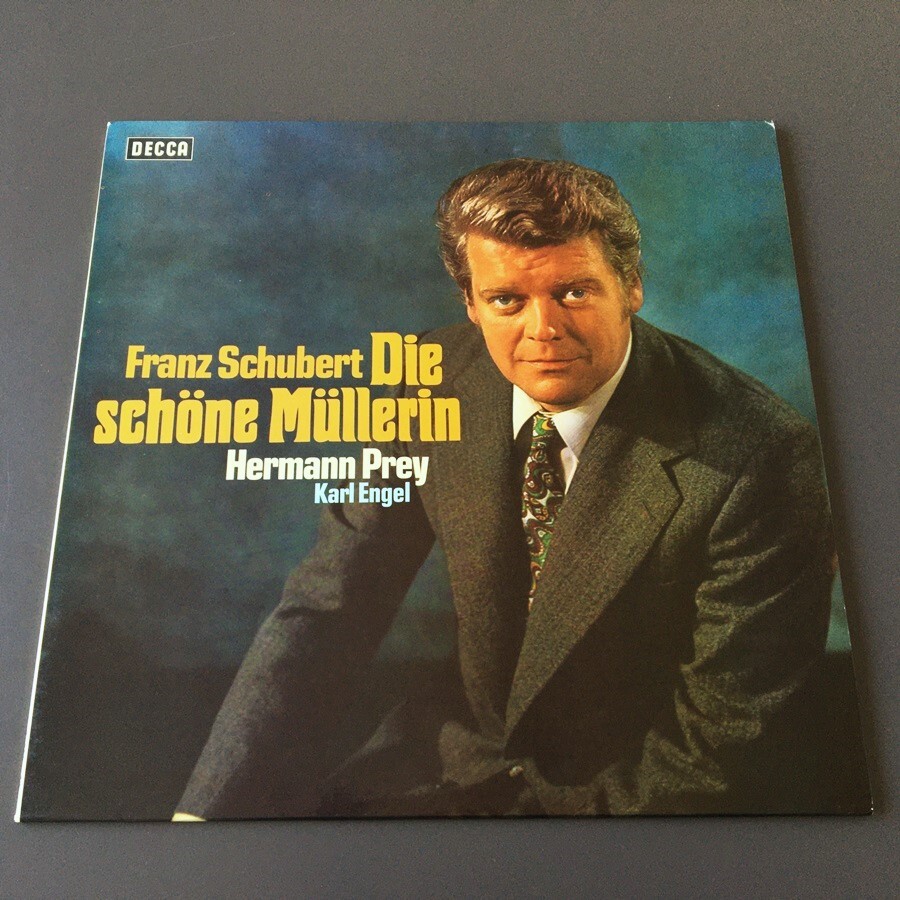 DECCA
Franz Schubert Die
schöne Müllerin
Hermann Prey
Karl Engel